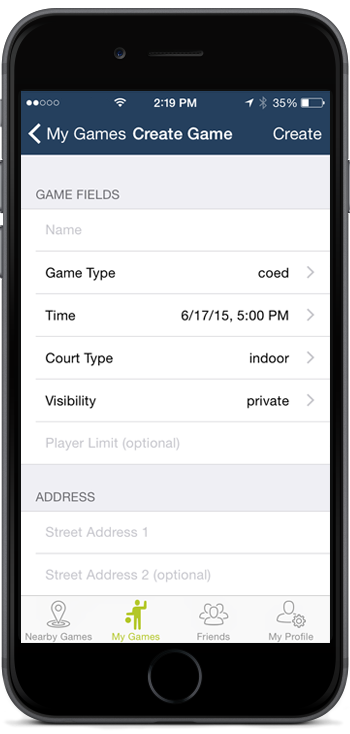 2:19 PM 35%
My Games Create Game Create
GAME FIELDS
Name
Game Type coed
Time 6/17/15, 5:00 PM
Court Type indoor
Visibility private
Player Limit (optional)
ADDRESS
Street Address 1
Street Address 2 (optional)
Nearby Games My Games Friends My Profile